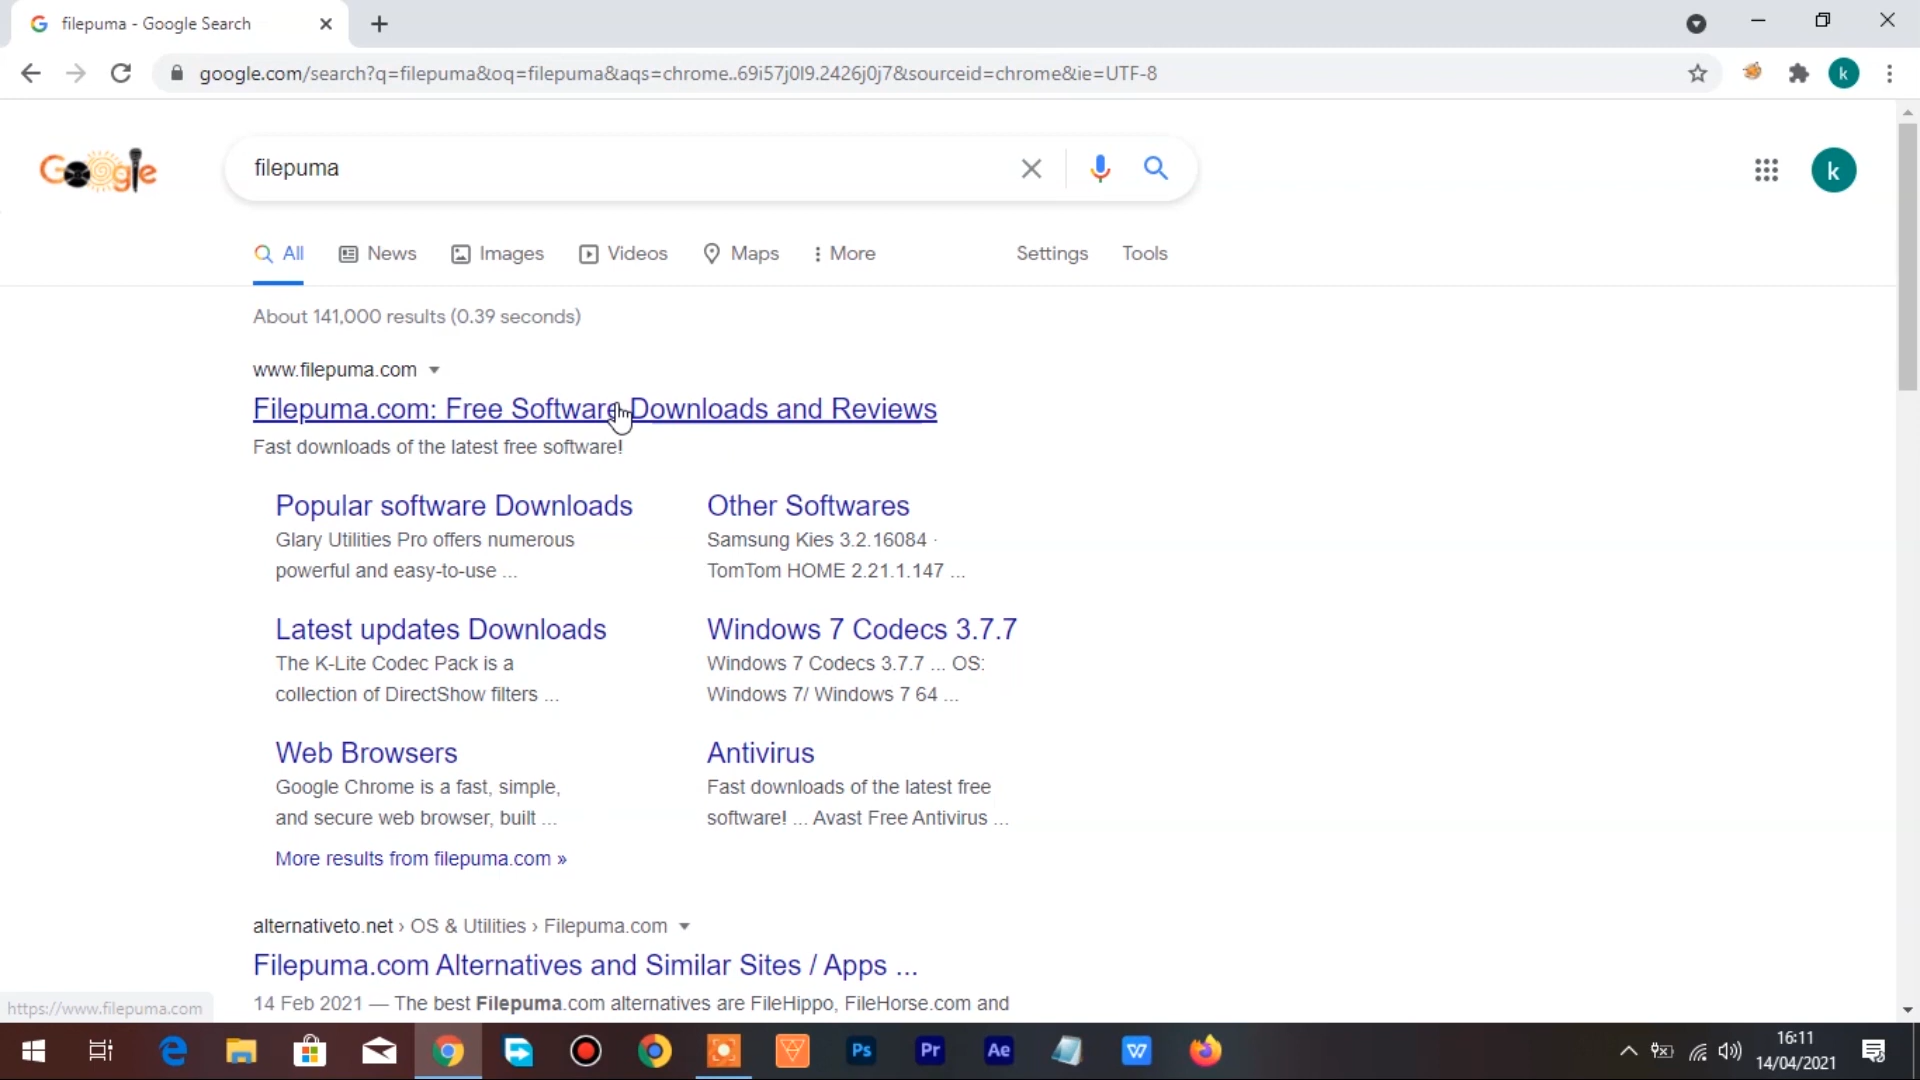 filepuma - Google Search
google.com/search?q=filepuma&oq=filepuma&aqs=chrome..69i57j0l9.2426j0j7&sourceid=chrome&ie=UTF-8
k
Google
filepuma
k
All News Images Videos Maps More Settings Tools
About 141,000 results (0.39 seconds)
www.filepuma.com
Filepuma.com: Free Software Downloads and Reviews
Fast downloads of the latest free software!
Popular software Downloads
Glary Utilities Pro offers numerous
powerful and easy-to-use ...
Other Softwares
Samsung Kies 3.2.16084 ·
TomTom HOME 2.21.1.147 ...
Latest updates Downloads
The K-Lite Codec Pack is a
collection of DirectShow filters ...
Windows 7 Codecs 3.7.7
Windows 7 Codecs 3.7.7 ... OS:
Windows 7/ Windows 7 64 ...
Web Browsers
Google Chrome is a fast, simple,
and secure web browser, built ...
Antivirus
Fast downloads of the latest free
software! ... Avast Free Antivirus ...
More results from filepuma.com »
alternativeto.net › OS & Utilities › Filepuma.com
Filepuma.com Alternatives and Similar Sites / Apps ...
14 Feb 2021 — The best Filepuma.com alternatives are FileHippo, FileHorse.com and
https://www.filepuma.com
Ps Pr Ae W
16:11
14/04/2021